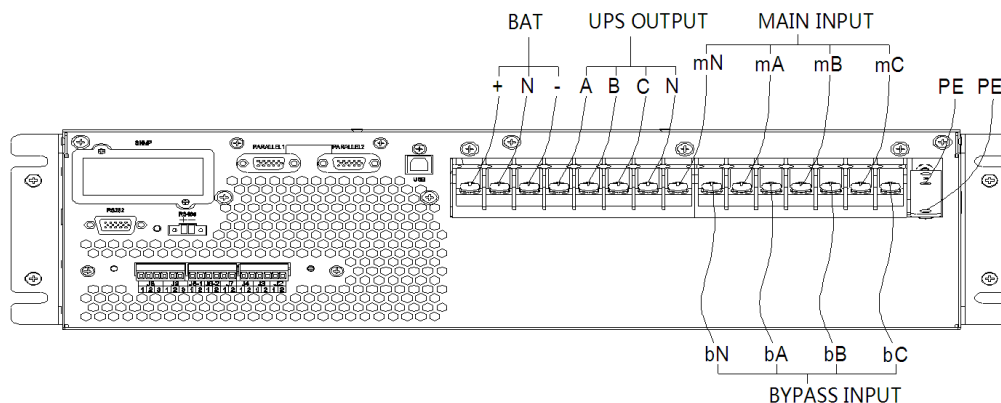 BAT UPS OUTPUT MAIN INPUT
mN mA mB mC
+ N - A B C N PE PE
SNMP PARALLEL1 PARALLEL2
USB
RS232
bN bA bB bC
BYPASS INPUT